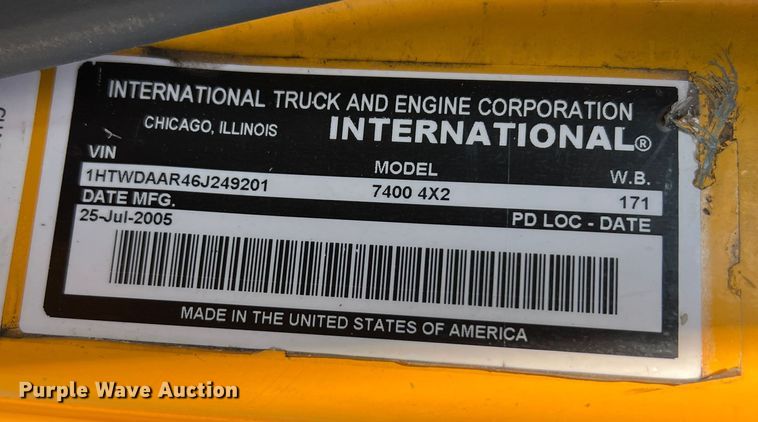 INTERNATIONAL TRUCK AND ENGINE CORPORATION
CHICAGO, ILLINOIS INTERNATIONAL®
VIN MODEL W.B.
1HTWDAAR46J249201 7400 4X2 171
DATE MFG. PD LOC - DATE
25-Jul-2005
MADE IN THE UNITED STATES OF AMERICA
Purple Wave Auction